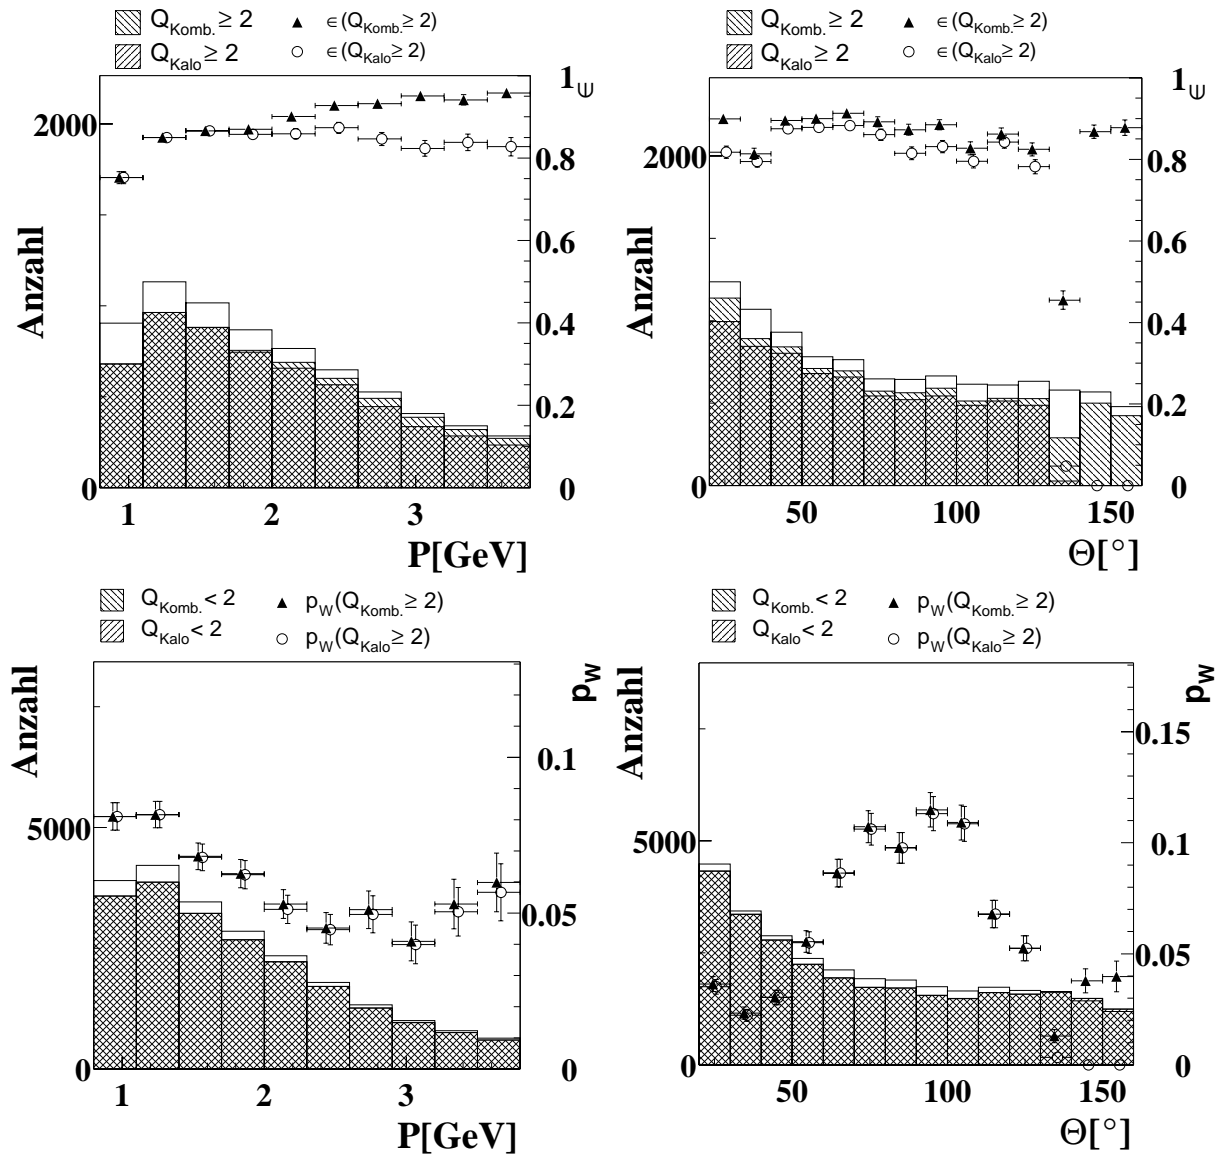 Q_Komb. ≥ 2 ∈(Q_Komb. ≥ 2)
Q_Kalo ≥ 2 ∈(Q_Kalo ≥ 2)
Anzahl
2000
0
1
0.8
0.6
0.4
0.2
0
∈
1 2 3
P[GeV]
Q_Komb. ≥ 2 ∈(Q_Komb. ≥ 2)
Q_Kalo ≥ 2 ∈(Q_Kalo ≥ 2)
Anzahl
2000
0
1
0.8
0.6
0.4
0.2
0
∈
50 100 150
Θ[°]
Q_Komb. < 2 p_W(Q_Komb. ≥ 2)
Q_Kalo < 2 p_W(Q_Kalo ≥ 2)
Anzahl
5000
0
p_W
0.1
0.05
0
1 2 3
P[GeV]
Q_Komb. < 2 p_W(Q_Komb. ≥ 2)
Q_Kalo < 2 p_W(Q_Kalo ≥ 2)
Anzahl
5000
0
p_W
0.15
0.1
0.05
0
50 100 150
Θ[°]